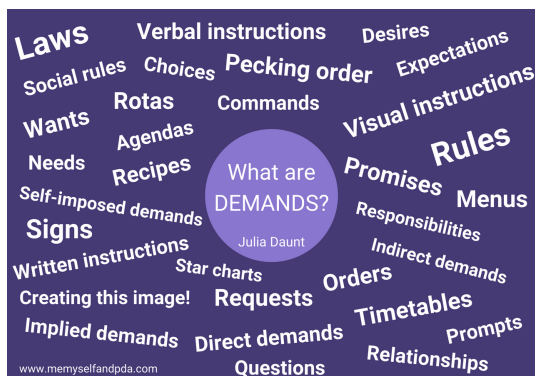 Laws
Verbal instructions
Desires
Social rules
Choices
Pecking order
Expectations
Wants
Rotas
Commands
Visual instructions
Agendas
Rules
Needs
Recipes
What are
DEMANDS?
Julia Daunt
Promises
Menus
Self-imposed demands
Responsibilities
Signs
Written instructions
Star charts
Indirect demands
Creating this image!
Requests
Orders
Timetables
Implied demands
Direct demands
Prompts
Relationships
www.memyselfandpda.com
Questions